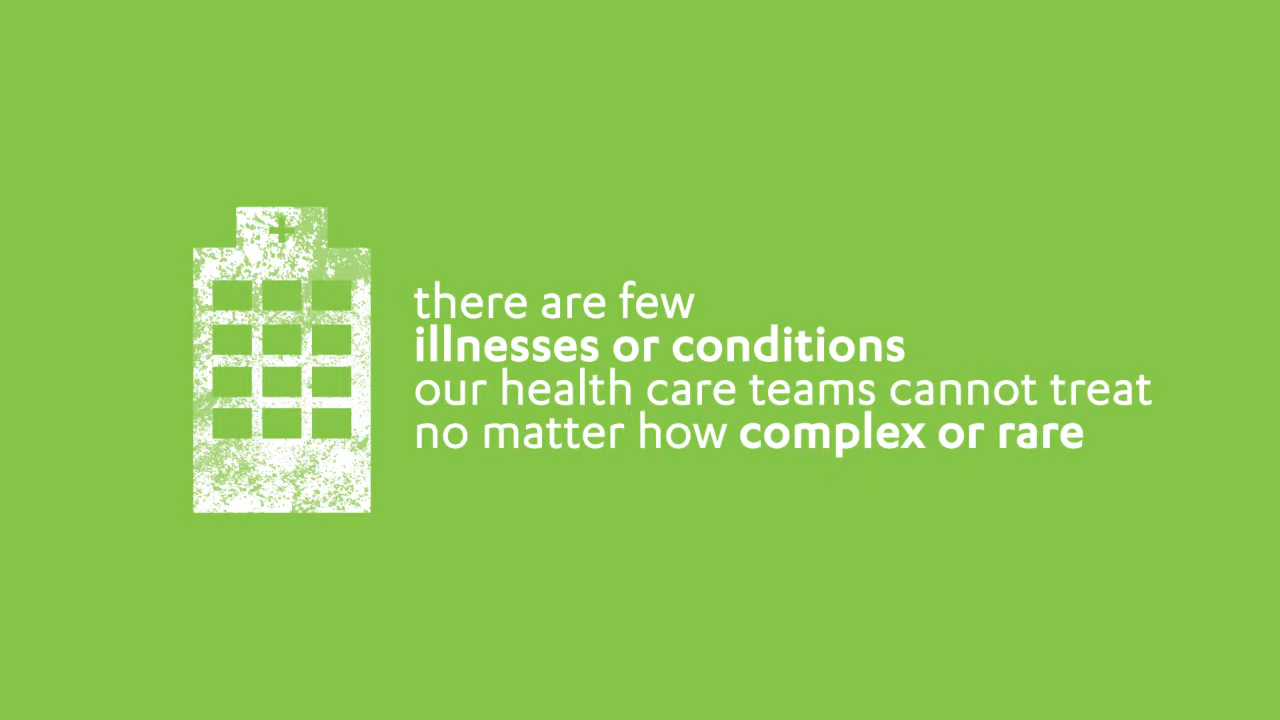 there are few
illnesses or conditions
our health care teams cannot treat
no matter how complex or rare